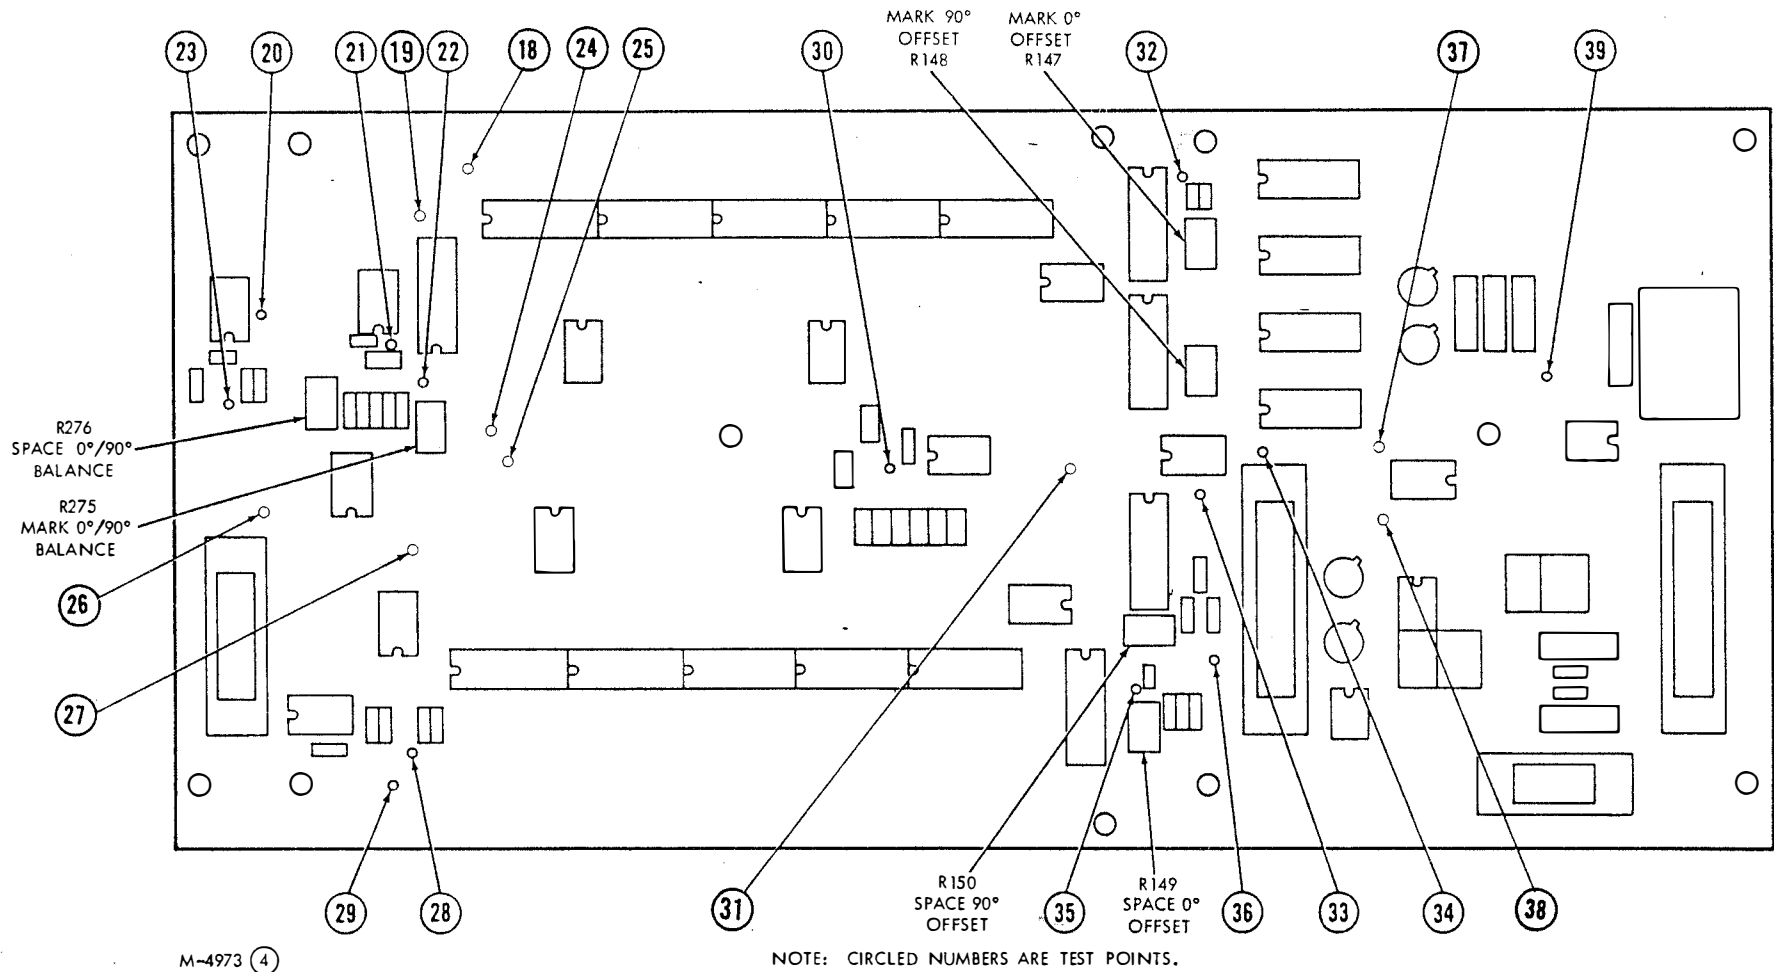 MARK 90°
OFFSET
R148
MARK 0°
OFFSET
R147
23
20
21
19
22
18
24
25
30
32
37
39
R276
SPACE 0°/90°
BALANCE
R275
MARK 0°/90°
BALANCE
26
27
29
28
31
R150
SPACE 90°
OFFSET
35
R149
SPACE 0°
OFFSET
36
33
34
38
M-4973 4
NOTE: CIRCLED NUMBERS ARE TEST POINTS.